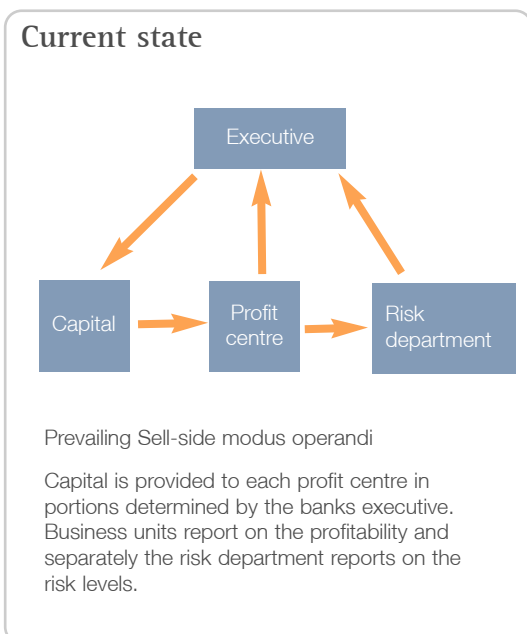 Current state
Executive
Capital
Profit
centre
Risk
department
Prevailing Sell-side modus operandi
Capital is provided to each profit centre in
portions determined by the banks executive.
Business units report on the profitability and
separately the risk department reports on the
risk levels.